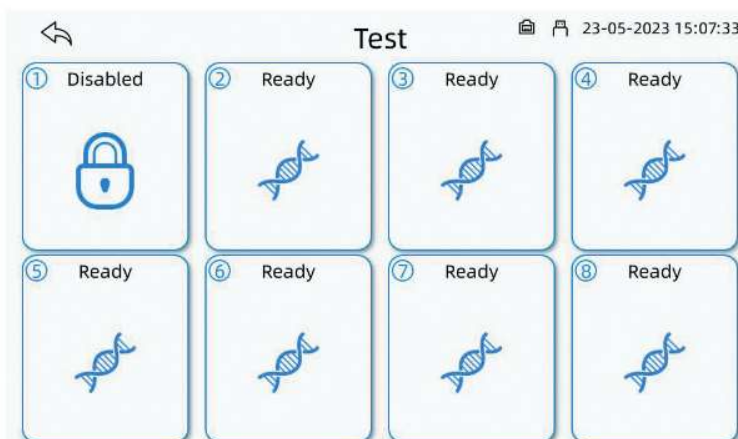 Test
23-05-2023 15:07:33
① Disabled
② Ready
③ Ready
④ Ready
⑤ Ready
⑥ Ready
⑦ Ready
⑧ Ready